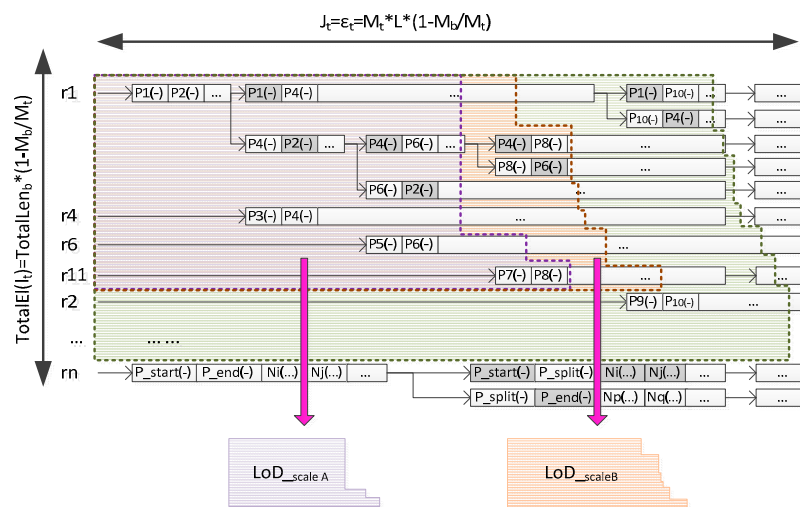 Jt=εt=Mt*L*(1-Mb/Mt)
TotalEl(It)=TotalLenb*(1-Mb/Mt)
r1 P1(-) P2(-) ... P1(-) P4(-) ... P1(-) P10(-) ... ...
P10(-) P4(-) ... ...
P4(-) P2(-) ... P4(-) P6(-) ... P4(-) P8(-) ... ...
P8(-) P6(-) ... ...
P6(-) P2(-) ... ...
r4 P3(-) P4(-) ... ...
r6 P5(-) P6(-) ...
r11 P7(-) P8(-) ... ...
r2 P9(-) P10(-) ...
... ... ...
rn P_start(-) P_end(-) Ni(...) Nj(...) ... P_start(-) P_split(-) Ni(...) Nj(...) ... ...
P_split(-) P_end(-) Np(...) Nq(...) ... ...
LoD_scale A LoD_scaleB